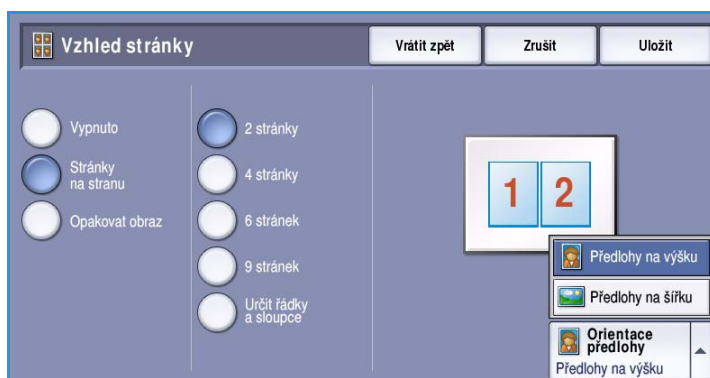 Vzhled stránky
Vrátit zpět
Zrušit
Uložit
Vypnuto
Stránky
na stranu
Opakovat obraz
2 stránky
4 stránky
6 stránek
9 stránek
Určit řádky
a sloupce
1 2
Předlohy na výšku
Předlohy na šířku
Orientace
předlohy
Předlohy na výšku